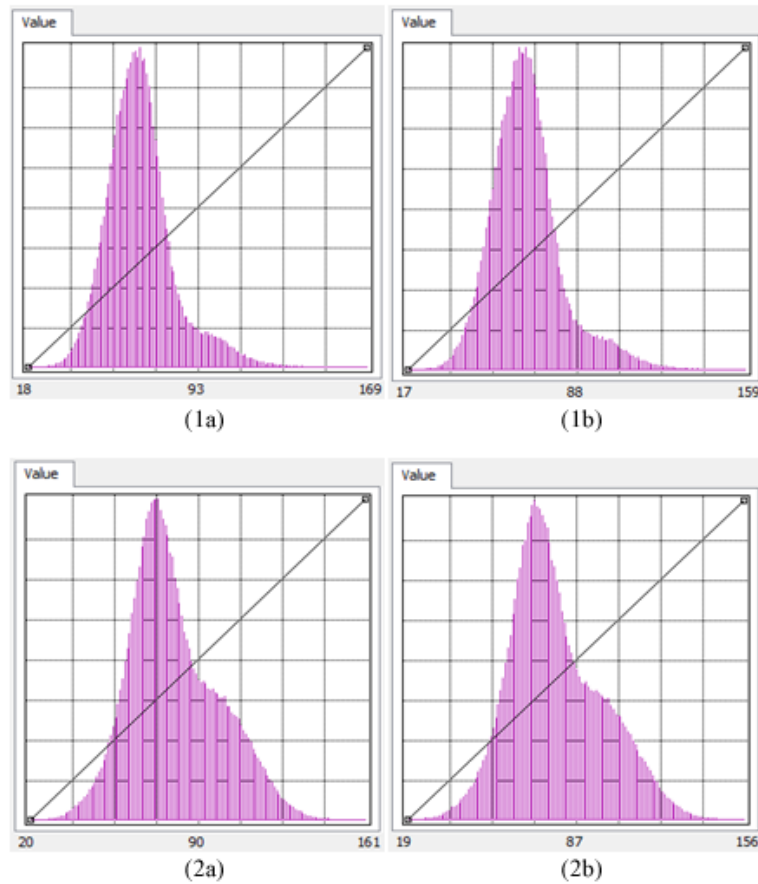 Value Value
18 93 169 17 88 159
(1a) (1b)
Value Value
20 90 161 19 87 156
(2a) (2b)